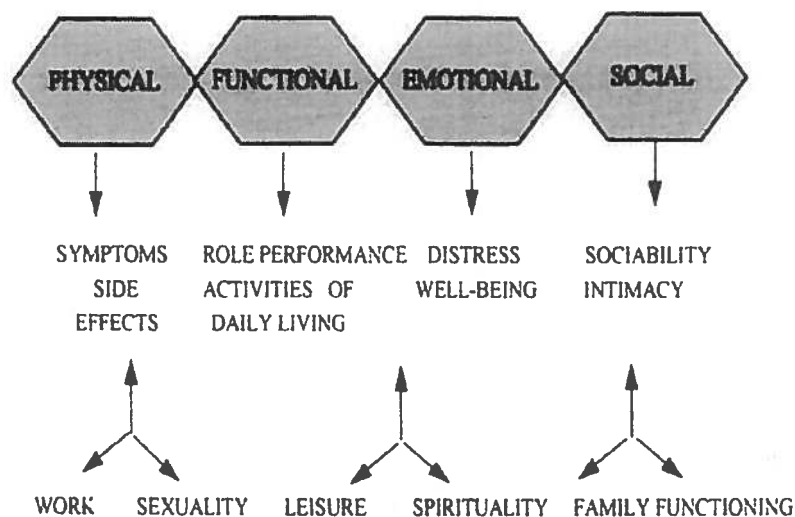 PHYSICAL FUNCTIONAL EMOTIONAL SOCIAL
SYMPTOMS ROLE PERFORMANCE DISTRESS SOCIABILITY
SIDE ACTIVITIES OF WELL-BEING INTIMACY
EFFECTS DAILY LIVING
WORK SEXUALITY LEISURE SPIRITUALITY FAMILY FUNCTIONING